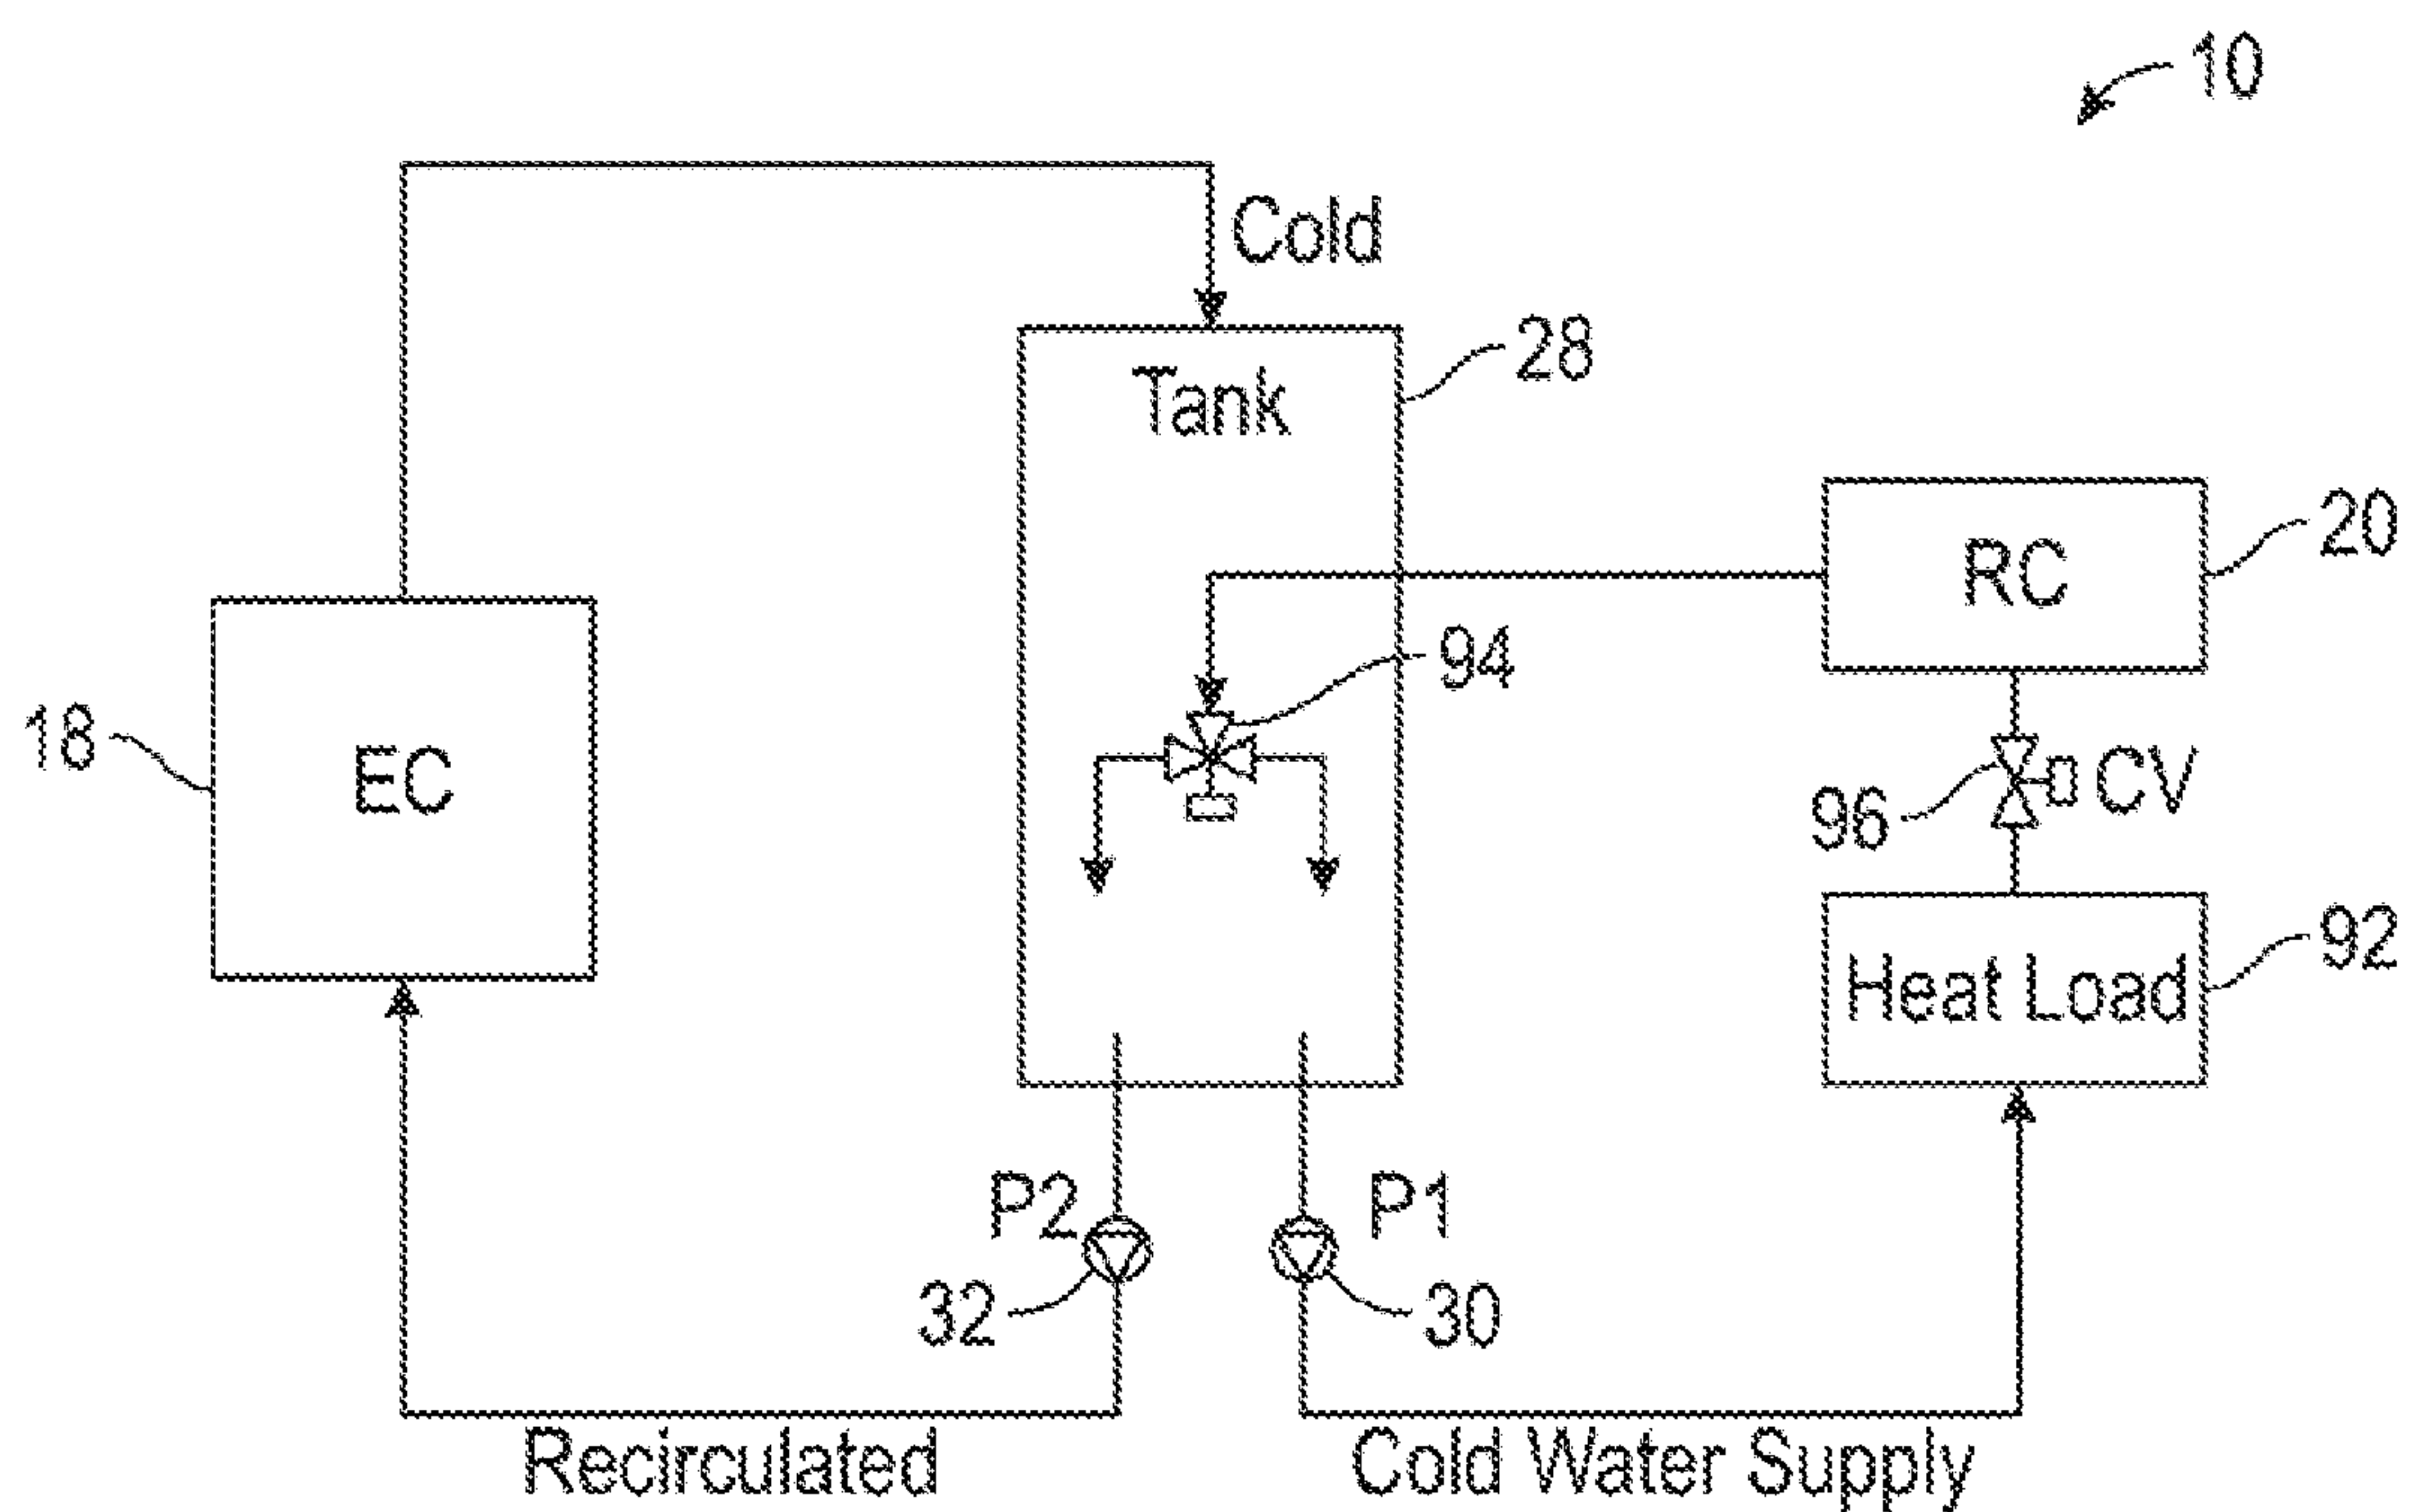 10
Cold
Tank
28
RC
20
94
18
EC
96
CV
Heat Load
92
P2
P1
32
30
Recirculated
Cold Water Supply